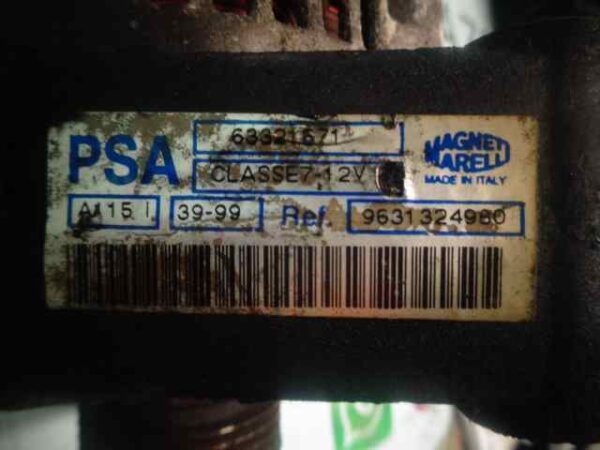 63321671
PSA
CLASSE7-12V
MAGNETI
MARELLI
MADE IN ITALY
A115 I
39-99
Ref.
9631324980